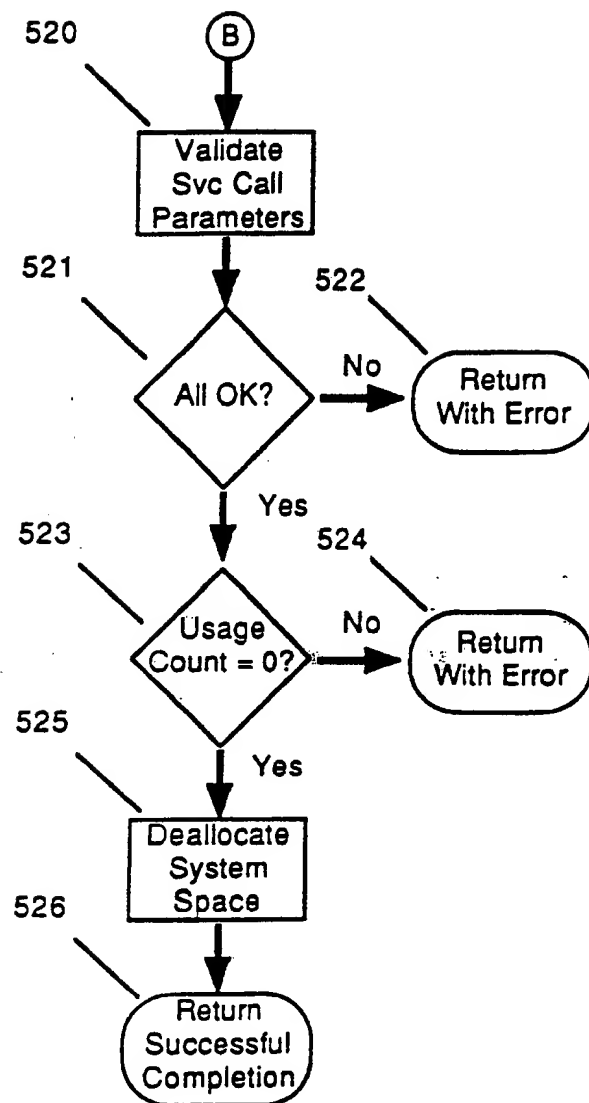 520
B
Validate
Svc Call
Parameters
521
522
All OK?
No
Return
With Error
Yes
523
524
Usage
Count = 0?
No
Return
With Error
525
Yes
Deallocate
System
Space
526
Return
Successful
Completion